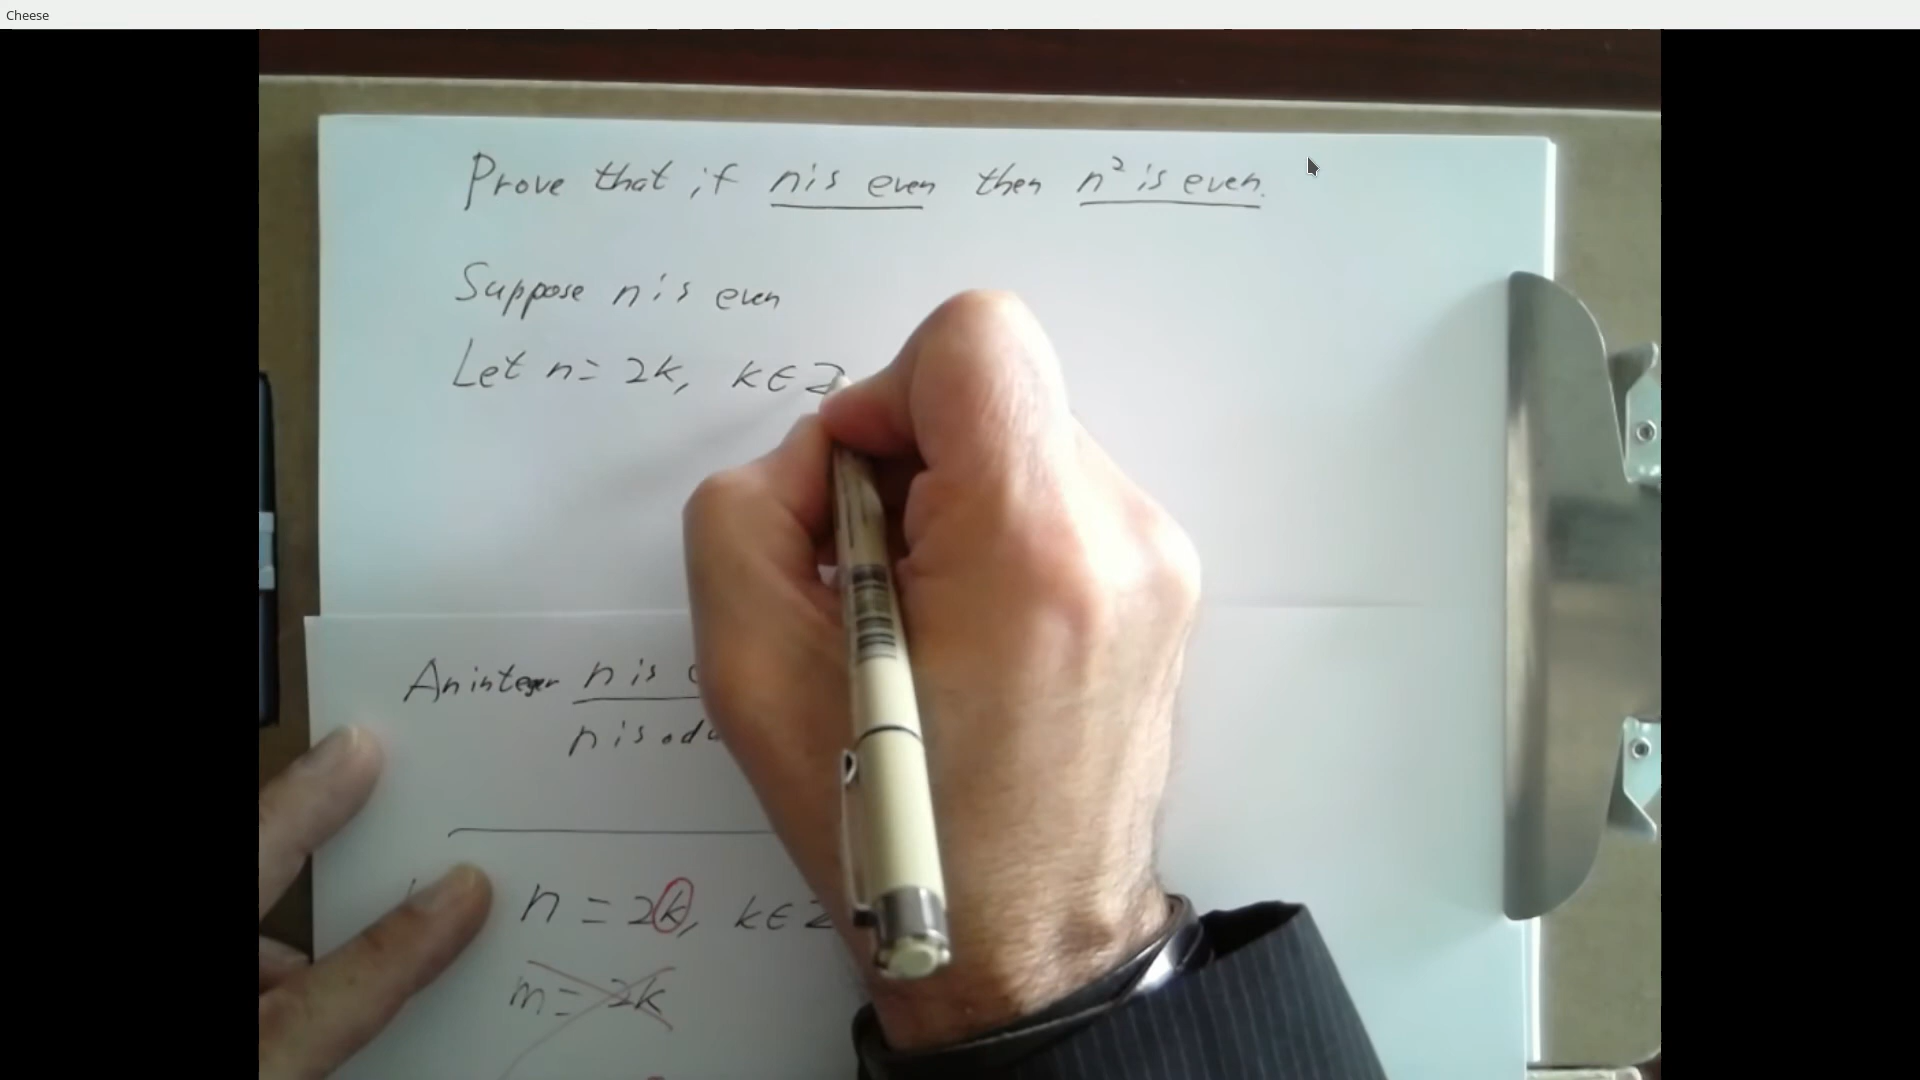 Cheese
Prove that if n is even then n² is even.
Suppose n is even
Let n = 2k, k ∈ Z
An integer n is
n is odd
n = 2k, k ∈ Z
m = 2k